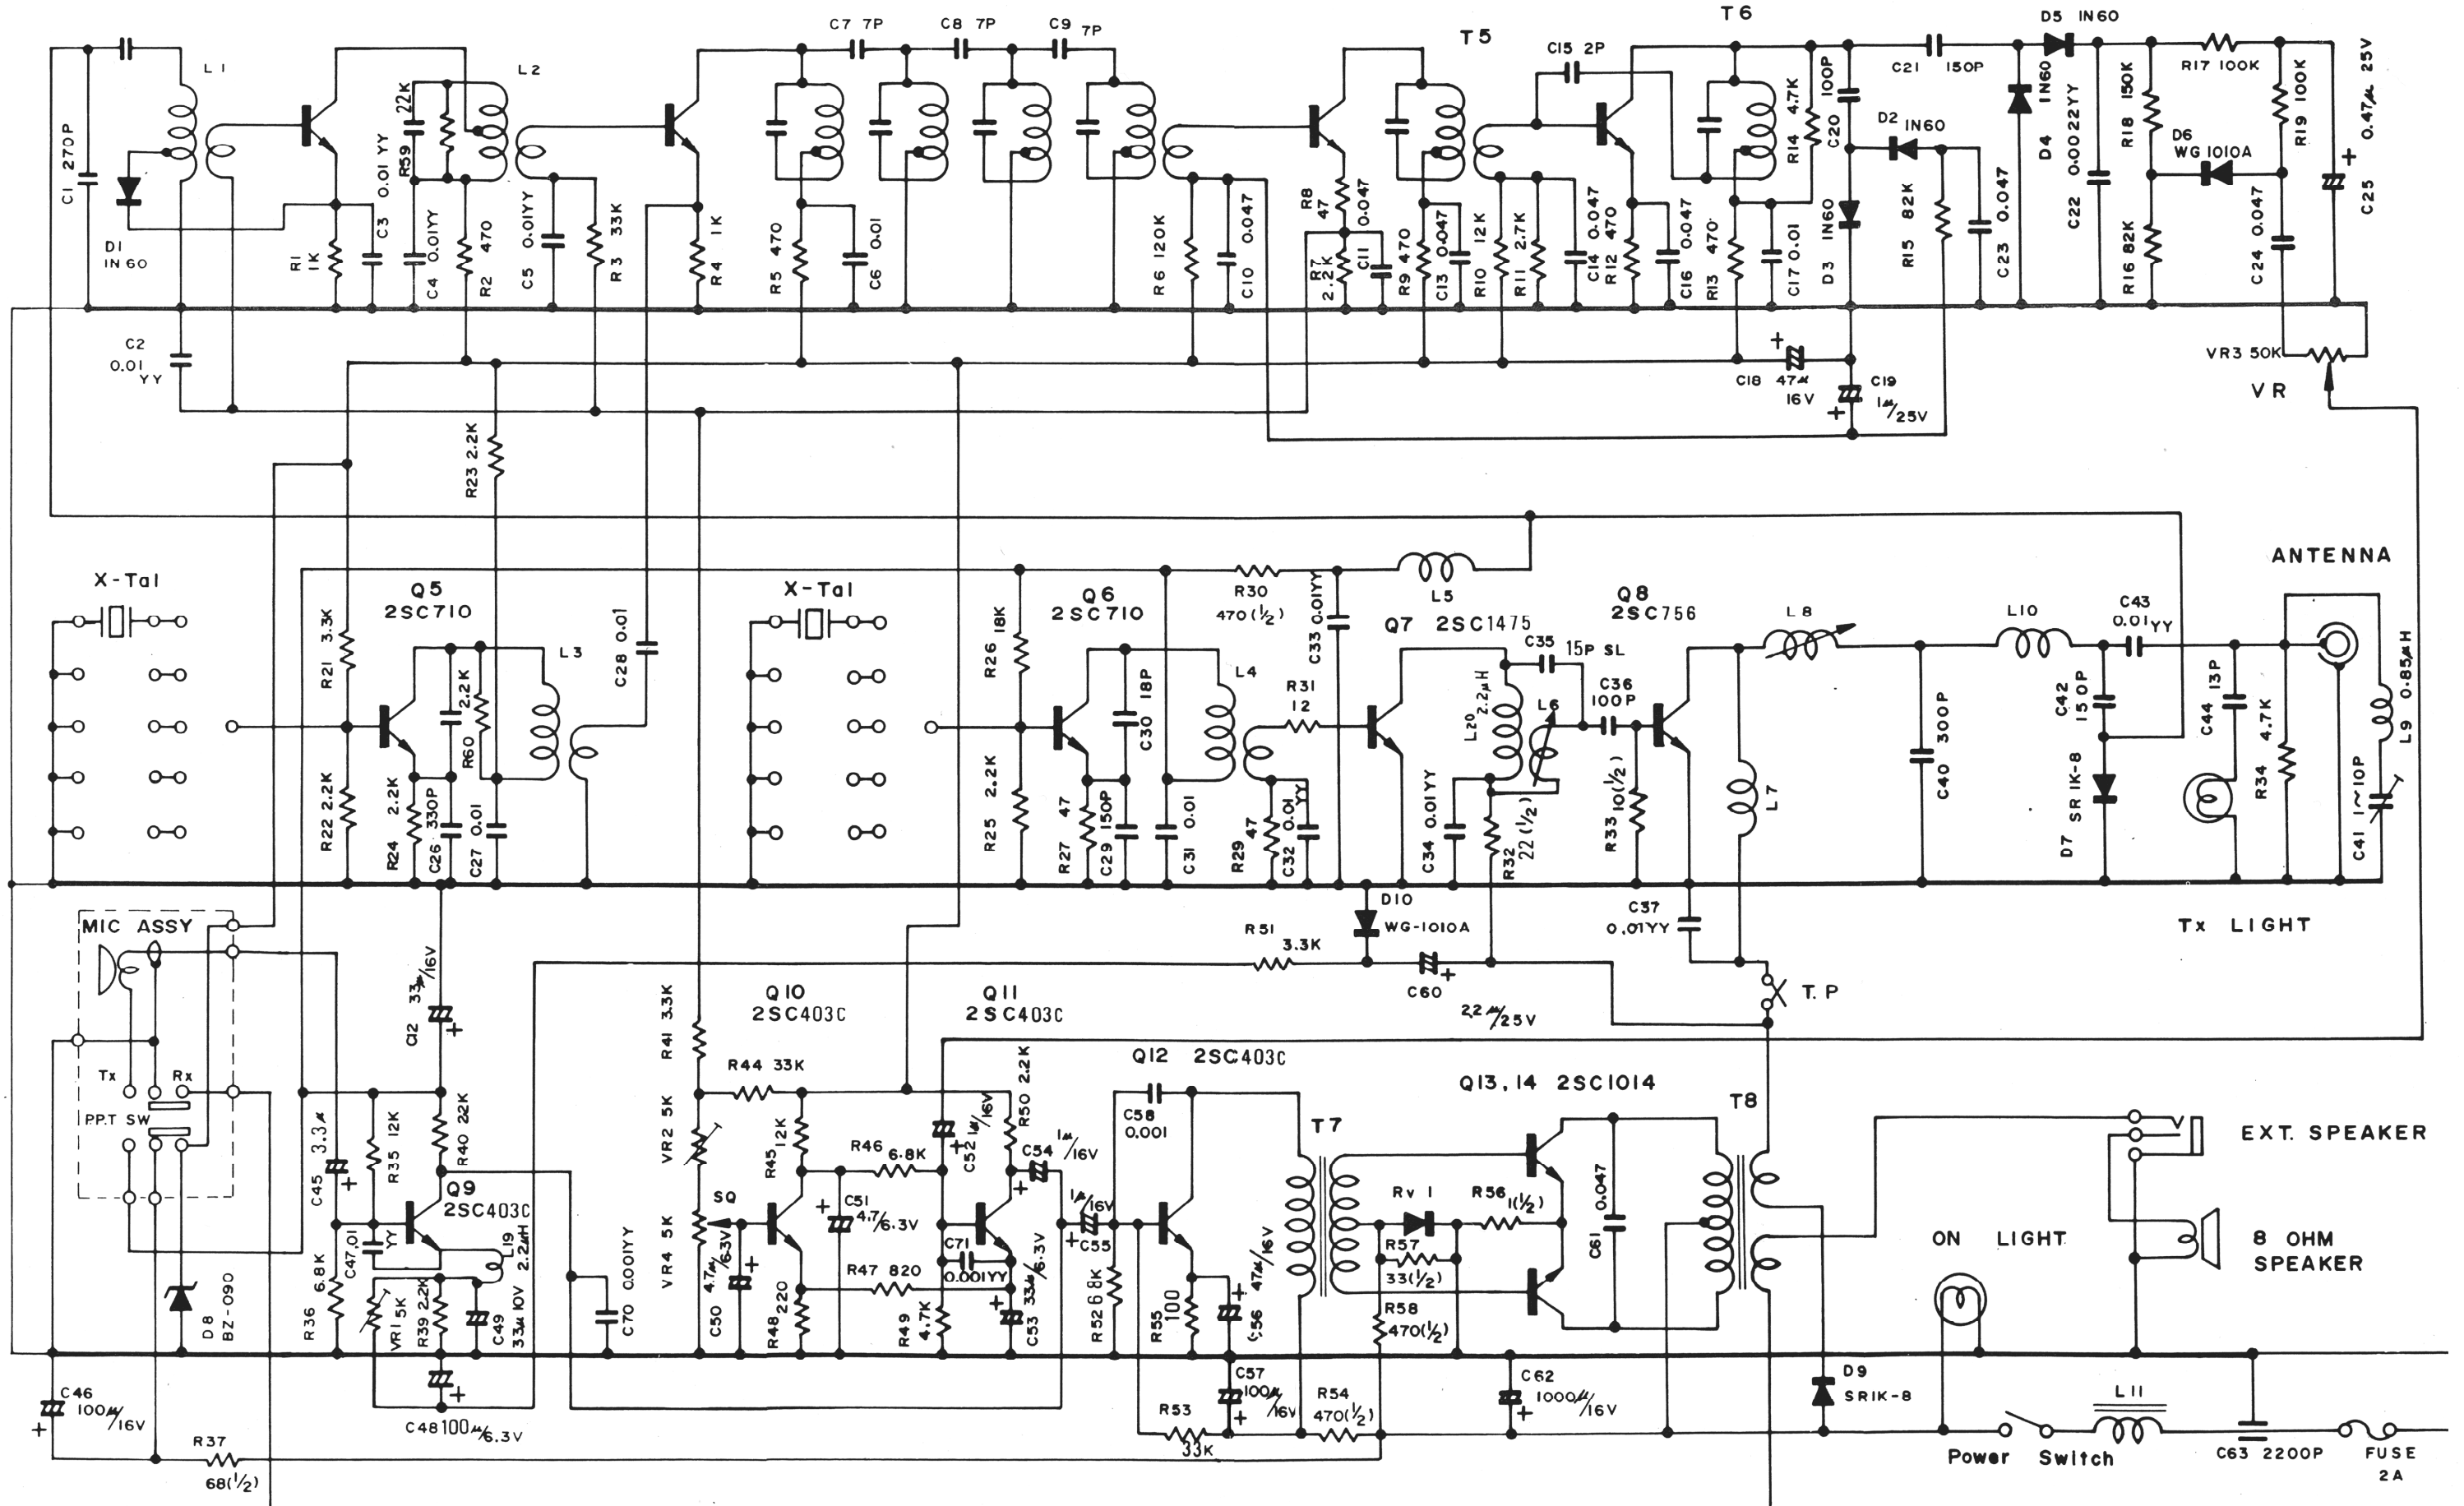 C7 7P
C8 7P
C9 7P
T5
T6
D5 IN60
C15 2P
C21 150P
R17 100K
0.47μ 25V
C25
L1
L2
C1 270P
22K
R59
0.01 YY
C3
D1
IN 60
R1
1K
C4 0.01YY
R2 470
C5 0.01YY
R3 33K
R4 1K
R5 470
C6 0.01
R6 120K
C10 0.047
R8
47
0.047
R7
2.2K
C11
R9 470
C13 0.047
R10 12K
R11 2.7K
C14 0.047
R12 470
C16 0.047
R13 470
C17 0.01
R14 4.7K
C20 100P
D2 IN60
D3 IN60
R15 82K
C23 0.047
D4 IN60
C22 0.0022YY
R18 150K
D6
WG 1010A
R19 100K
R16 82K
C24 0.047
C2
0.01
YY
C18 47μ
16V
C19
1μ/25V
VR3 50K
VR
R23 2.2K
X-Tal
Q5
2SC710
R21 3.3K
R22 2.2K
R24 2.2K
C26 330P
C27 0.01
2.2K
R60
L3
C28 0.01
X-Tal
R26 18K
R25 2.2K
Q6
2SC710
R27 47
C29 150P
C30 18P
C31 0.01
L4
R30
470(½)
C33 0.01YY
L5
R31
12
R29 47
C32 0.01 YY
Q7 2SC1475
C35 15P SL
L20 2.2μH
L6
C36
100P
C34 0.01YY
R32 22(½)
Q8
2SC756
R33 10(½)
L7
L8
L10
C40 300P
C43
0.01YY
C42
150P
D7 SR1K-8
C44 13P
R34 4.7K
ANTENNA
L9 0.85μH
C41 1~10P
Tx LIGHT
MIC ASSY
Tx
Rx
P.P.T SW
C12 33μ/16V
D10
WG-1010A
R51
3.3K
C60
2.2μ/25V
C37
0.01YY
T.P
C45 3.3μ
R35 12K
R40 22K
Q9
2SC403C
C47.01
YY
L19
2.2μH
R36 6.8K
VR1 5K
R39 2.2K
C49
33μ10V
C70 0.001YY
D8
BZ-090
R41 3.3K
VR2 5K
VR4 5K
SQ
Q10
2SC403C
R44 33K
R45 12K
R46
6.8K
C51
4.7/6.3V
C50
4.7μ/6.3V
R47 820
R48 220
R49 4.7K
Q11
2SC403C
C52 1μ/16V
R50 2.2K
C54
1μ/16V
C71
0.001YY
C53 33μ/6.3V
Q12 2SC403C
C58
0.001
1μ/16V
C55
R52 68K
R55
100
C56 47μ/16V
T7
Q13,14 2SC1014
Rv 1
R56
1(½)
R57
33(½)
R58
470(½)
C61 0.047
T8
EXT. SPEAKER
8 OHM
SPEAKER
ON LIGHT
C46
100μ/16V
R37
68(½)
C48 100μ/6.3V
C57
100μ/16V
R53
33K
R54
470(½)
C62
1000μ/16V
D9
SR1K-8
L11
Power Switch
C63 2200P
FUSE
2A